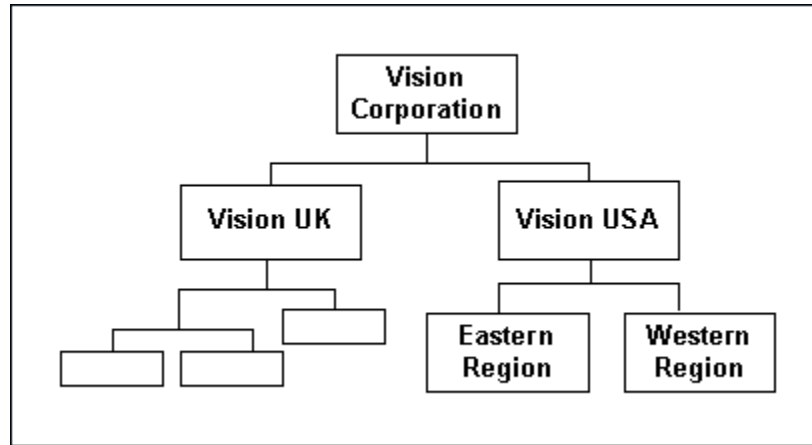 Vision
Corporation
Vision UK
Vision USA
Eastern
Region
Western
Region